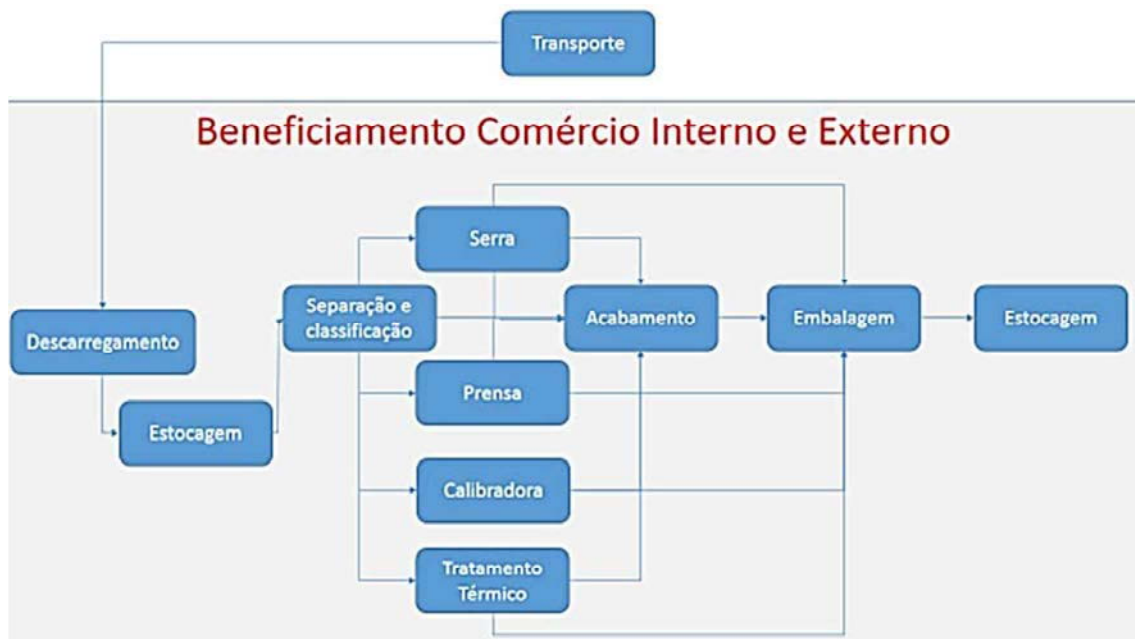 Transporte
Beneficiamento Comércio Interno e Externo
Serra
Separação e
classificação
Acabamento
Embalagem
Estocagem
Descarregamento
Prensa
Estocagem
Calibradora
Tratamento
Térmico